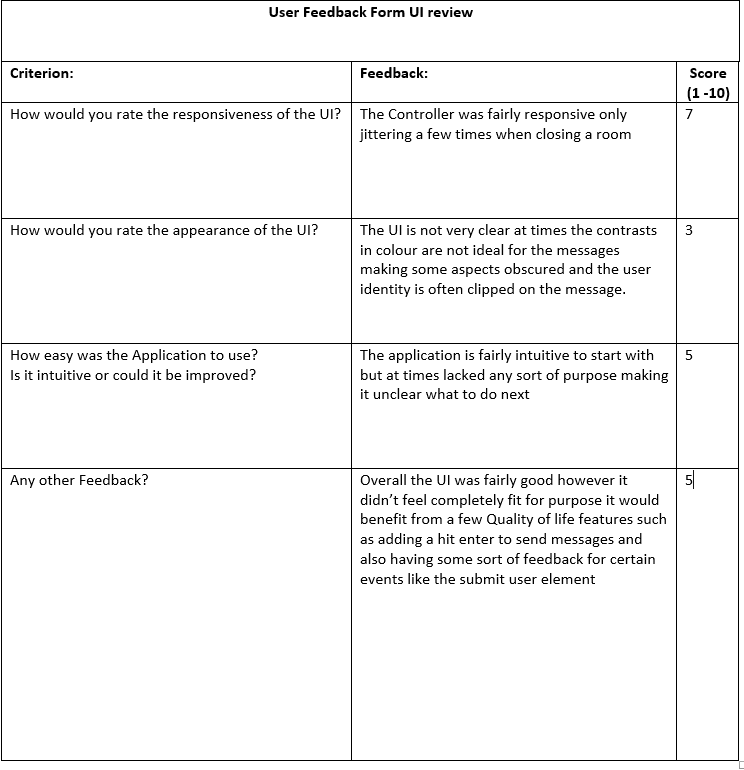 User Feedback Form UI review
Criterion:
Feedback:
Score
(1 -10)
How would you rate the responsiveness of the UI?
The Controller was fairly responsive only
jittering a few times when closing a room
7
How would you rate the appearance of the UI?
The UI is not very clear at times the contrasts
in colour are not ideal for the messages
making some aspects obscured and the user
identity is often clipped on the message.
3
How easy was the Application to use?
Is it intuitive or could it be improved?
The application is fairly intuitive to start with
but at times lacked any sort of purpose making
it unclear what to do next
5
Any other Feedback?
Overall the UI was fairly good however it
didn’t feel completely fit for purpose it would
benefit from a few Quality of life features such
as adding a hit enter to send messages and
also having some sort of feedback for certain
events like the submit user element
5